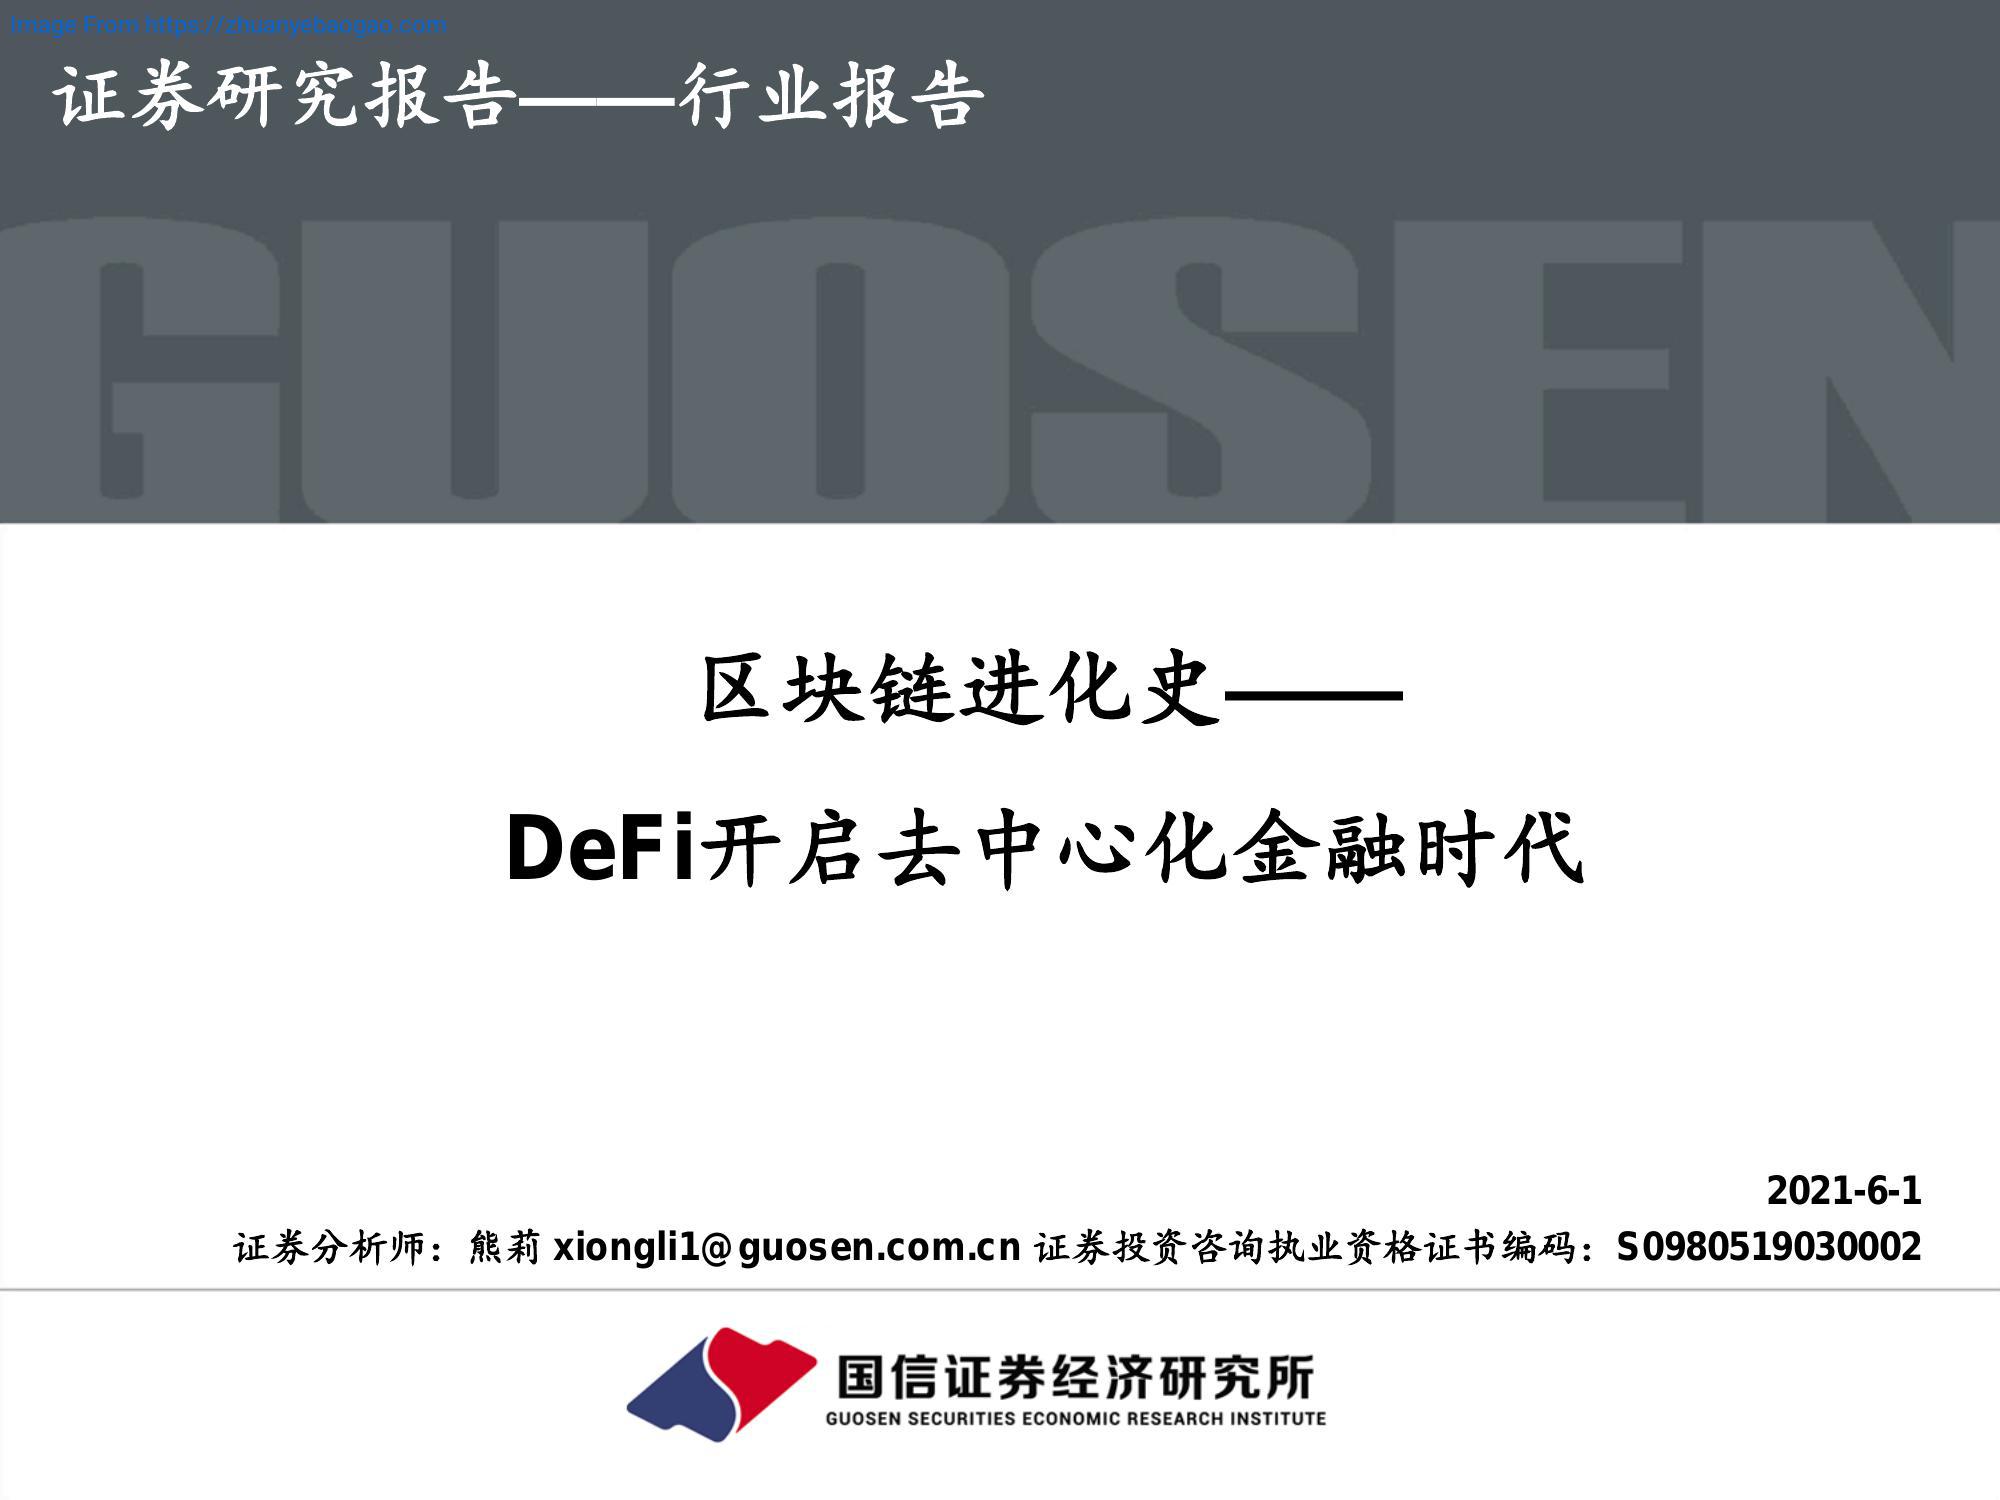 Image From https://zhuanyebaogao.com
证券研究报告——行业报告
GUOSEN
区块链进化史——
DeFi开启去中心化金融时代
2021-6-1
证券分析师：熊莉 xiongli1@guosen.com.cn 证券投资咨询执业资格证书编码：S0980519030002
国信证券经济研究所
GUOSEN SECURITIES ECONOMIC RESEARCH INSTITUTE